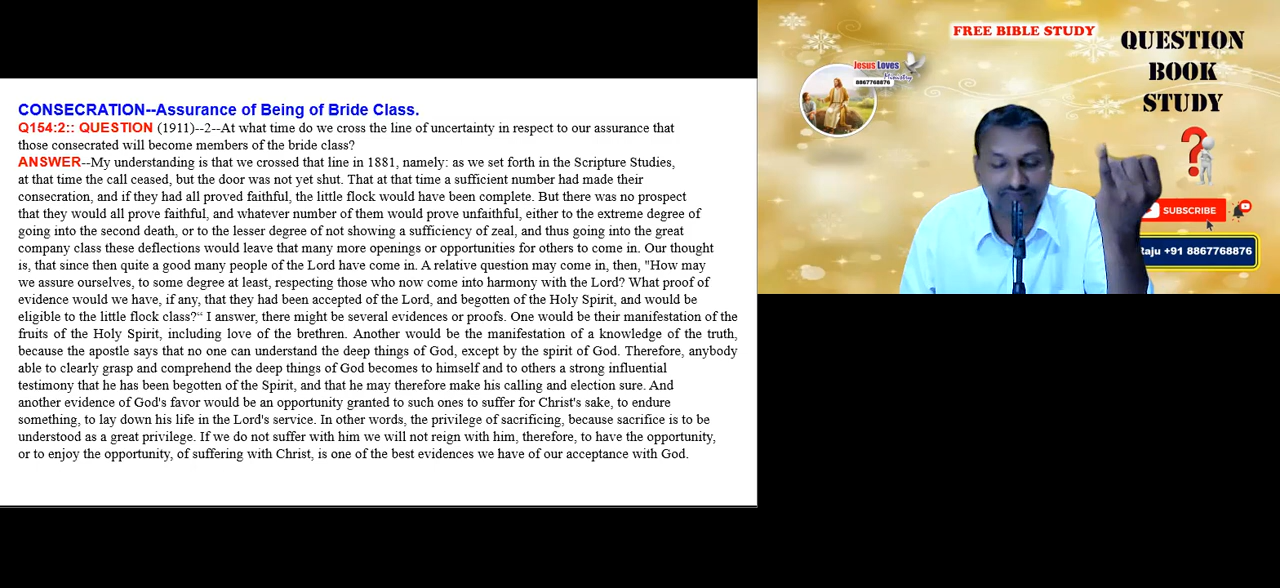 CONSECRATION--Assurance of Being of Bride Class.
Q154:2:: QUESTION (1911)--2--At what time do we cross the line of uncertainty in respect to our assurance that
those consecrated will become members of the bride class?
ANSWER--My understanding is that we crossed that line in 1881, namely: as we set forth in the Scripture Studies,
at that time the call ceased, but the door was not yet shut. That at that time a sufficient number had made their
consecration, and if they had all proved faithful, the little flock would have been complete. But there was no prospect
that they would all prove faithful, and whatever number of them would prove unfaithful, either to the extreme degree of
going into the second death, or to the lesser degree of not showing a sufficiency of zeal, and thus going into the great
company class these deflections would leave that many more openings or opportunities for others to come in. Our thought
is, that since then quite a good many people of the Lord have come in. A relative question may come in, then, "How may
we assure ourselves, to some degree at least, respecting those who now come into harmony with the Lord? What proof of
evidence would we have, if any, that they had been accepted of the Lord, and begotten of the Holy Spirit, and would be
eligible to the little flock class?“ I answer, there might be several evidences or proofs. One would be their manifestation of the
fruits of the Holy Spirit, including love of the brethren. Another would be the manifestation of a knowledge of the truth,
because the apostle says that no one can understand the deep things of God, except by the spirit of God. Therefore, anybody
able to clearly grasp and comprehend the deep things of God becomes to himself and to others a strong influential
testimony that he has been begotten of the Spirit, and that he may therefore make his calling and election sure. And
another evidence of God's favor would be an opportunity granted to such ones to suffer for Christ's sake, to endure
something, to lay down his life in the Lord's service. In other words, the privilege of sacrificing, because sacrifice is to be
understood as a great privilege. If we do not suffer with him we will not reign with him, therefore, to have the opportunity,
or to enjoy the opportunity, of suffering with Christ, is one of the best evidences we have of our acceptance with God.
FREE BIBLE STUDY
Jesus Loves
Ministry
8867768876
QUESTION
BOOK
STUDY
?
SUBSCRIBE
Raju +91 8867768876